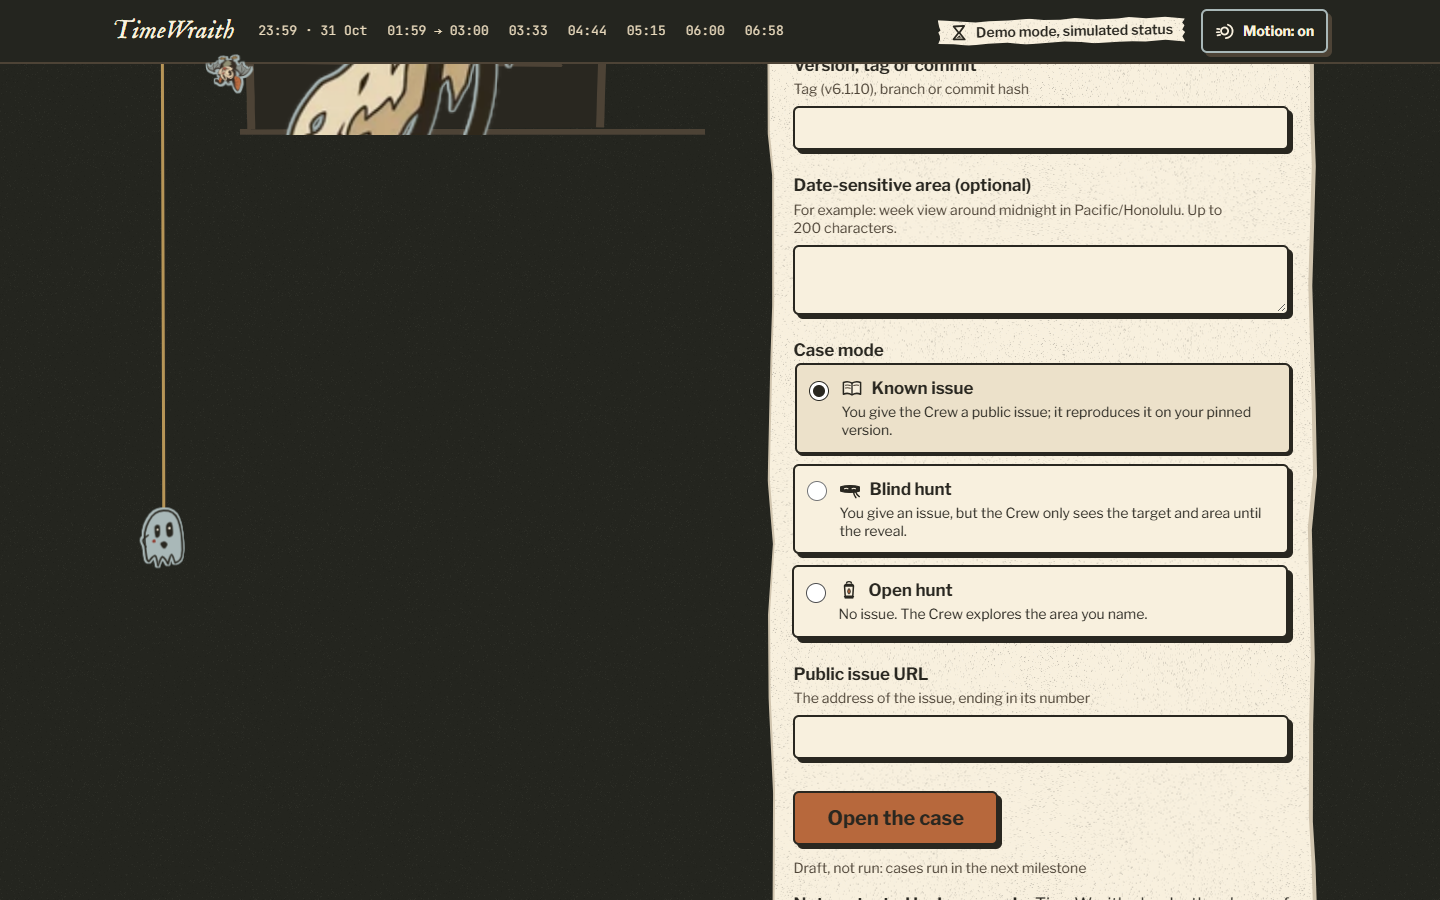 TimeWraith
23:59 · 31 Oct 01:59 → 03:00 03:33 04:44 05:15 06:00 06:58
Demo mode, simulated status
Motion: on
Version, tag or commit
Tag (v6.1.10), branch or commit hash
Date-sensitive area (optional)
For example: week view around midnight in Pacific/Honolulu. Up to
200 characters.
Case mode
Known issue
You give the Crew a public issue; it reproduces it on your pinned
version.
Blind hunt
You give an issue, but the Crew only sees the target and area until
the reveal.
Open hunt
No issue. The Crew explores the area you name.
Public issue URL
The address of the issue, ending in its number
Open the case
Draft, not run: cases run in the next milestone